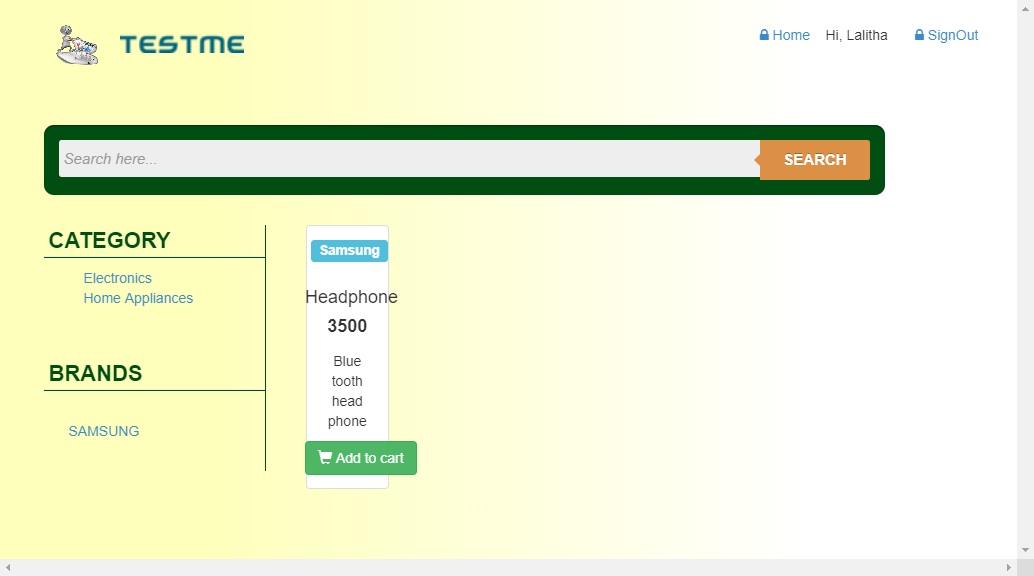 TESTME
Home Hi, Lalitha SignOut
Search here...
SEARCH
CATEGORY
Electronics
Home Appliances
BRANDS
SAMSUNG
Samsung
Headphone
3500
Blue
tooth
head
phone
Add to cart